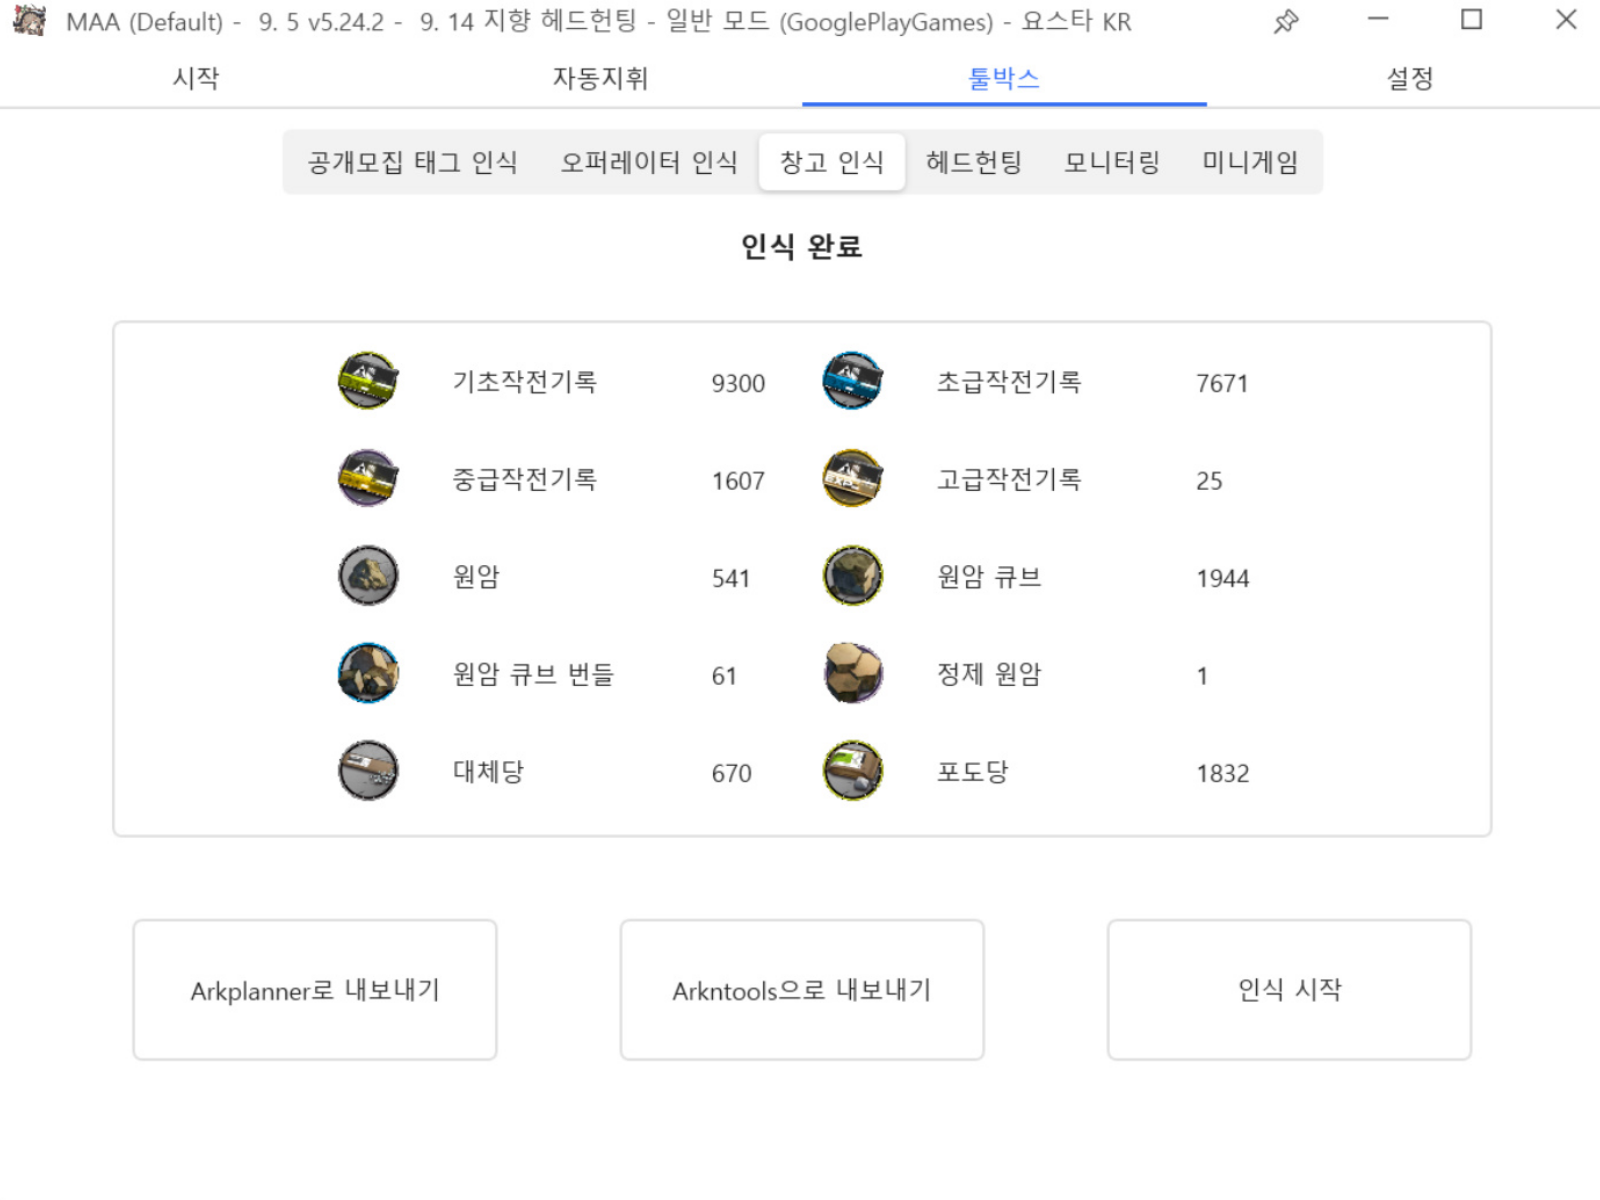 MAA (Default) - 9. 5 v5.24.2 - 9. 14 지향 헤드헌팅 - 일반 모드 (GooglePlayGames) - 요스타 KR
시작 자동지휘 툴박스 설정
공개모집 태그 인식 오퍼레이터 인식 창고 인식 헤드헌팅 모니터링 미니게임
인식 완료
기초작전기록 9300 초급작전기록 7671
중급작전기록 1607 고급작전기록 25
원암 541 원암 큐브 1944
원암 큐브 번들 61 정제 원암 1
대체당 670 포도당 1832
Arkplanner로 내보내기 Arkntools으로 내보내기 인식 시작